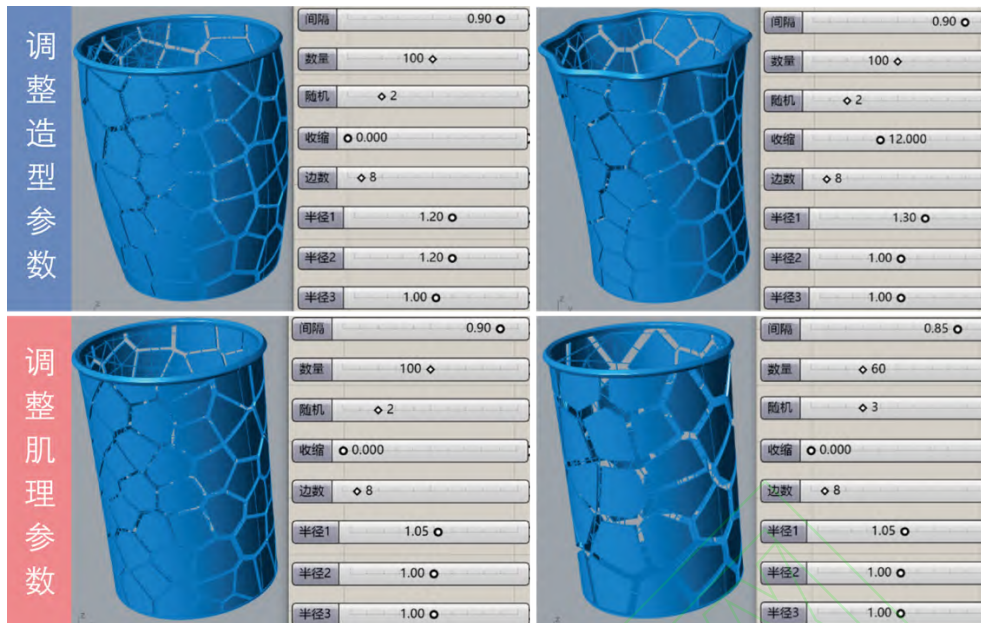 调整造型参数
间隔 0.90
数量 100
随机 2
收缩 0.000
边数 8
半径1 1.20
半径2 1.20
半径3 1.00
间隔 0.90
数量 100
随机 2
收缩 12.000
边数 8
半径1 1.30
半径2 1.00
半径3 1.00
调整肌理参数
间隔 0.90
数量 100
随机 2
收缩 0.000
边数 8
半径1 1.05
半径2 1.00
半径3 1.00
间隔 0.85
数量 60
随机 3
收缩 0.000
边数 8
半径1 1.05
半径2 1.00
半径3 1.00